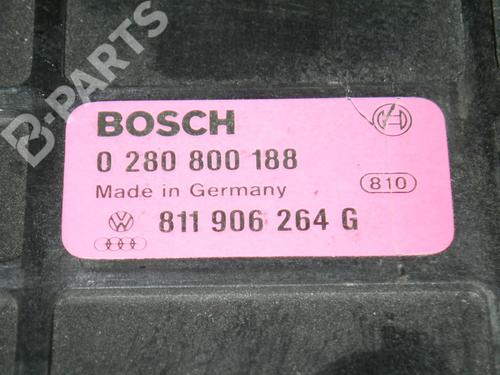 B-PARTS
BOSCH
0 280 800 188
Made in Germany
810
811 906 264 G